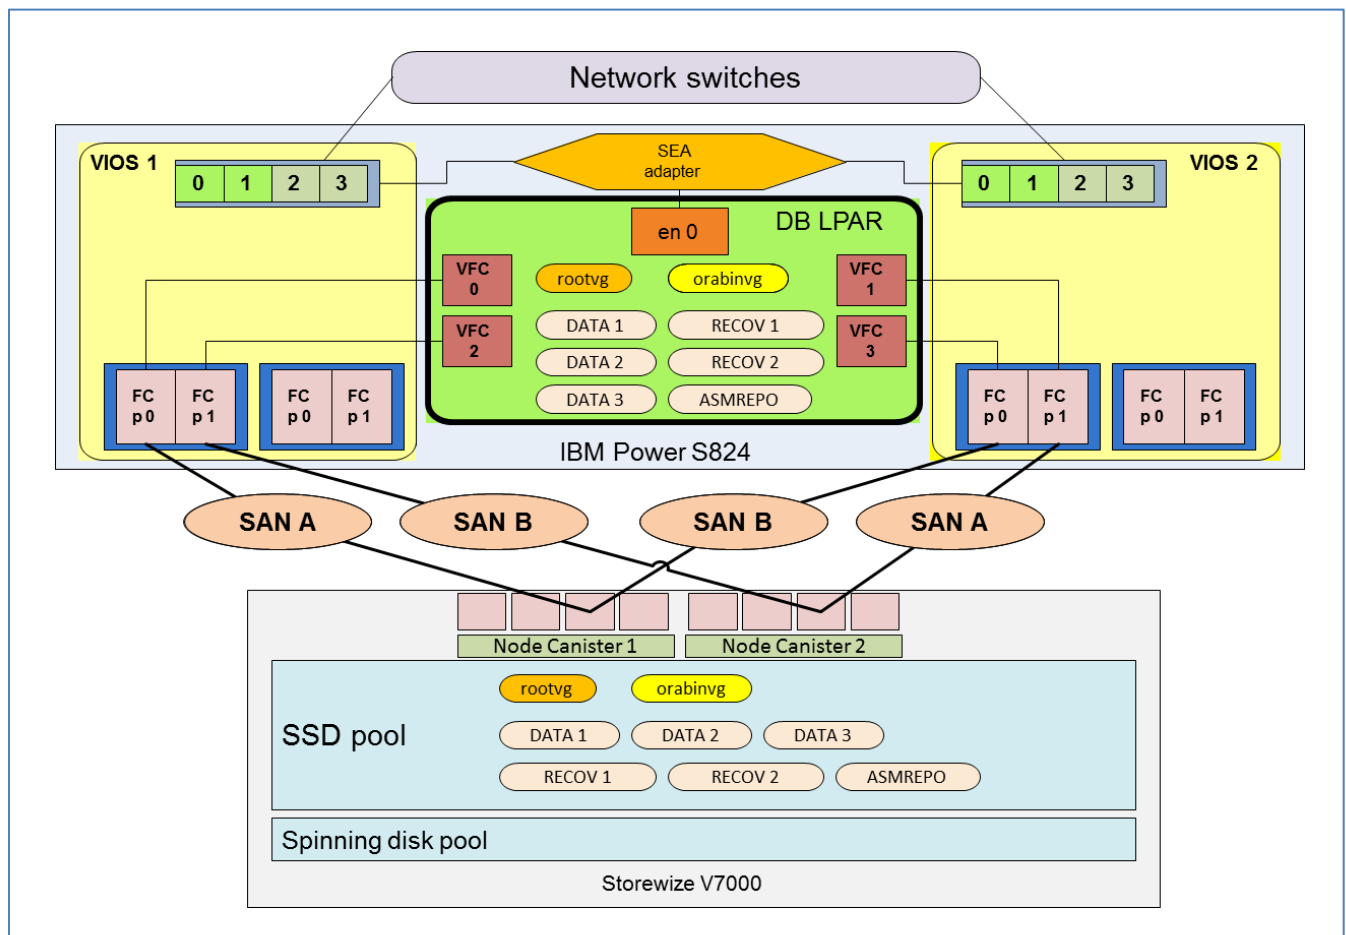 Network switches
VIOS 1
0 1 2 3
SEA
adapter
0 1 2 3
VIOS 2
DB LPAR
en 0
VFC
0
rootvg
orabinvg
VFC
1
VFC
2
DATA 1
RECOV 1
VFC
3
DATA 2
RECOV 2
DATA 3
ASMREPO
FC
p 0
FC
p 1
FC
p 0
FC
p 1
FC
p 0
FC
p 1
FC
p 0
FC
p 1
IBM Power S824
SAN A
SAN B
SAN B
SAN A
Node Canister 1
Node Canister 2
rootvg
orabinvg
SSD pool
DATA 1
DATA 2
DATA 3
RECOV 1
RECOV 2
ASMREPO
Spinning disk pool
Storewize V7000